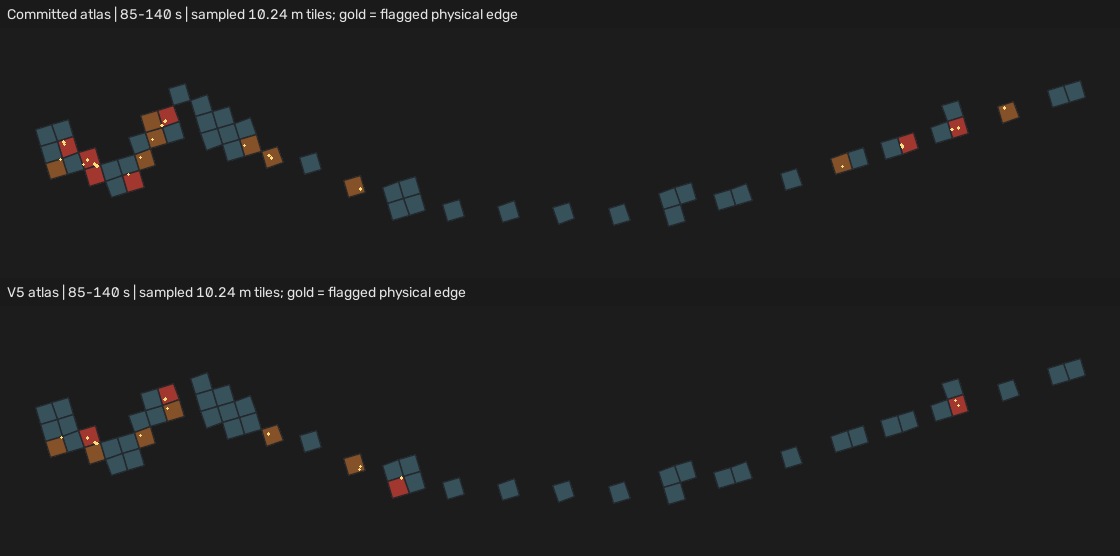 Committed atlas | 85-140 s | sampled 10.24 m tiles; gold = flagged physical edge
V5 atlas | 85-140 s | sampled 10.24 m tiles; gold = flagged physical edge